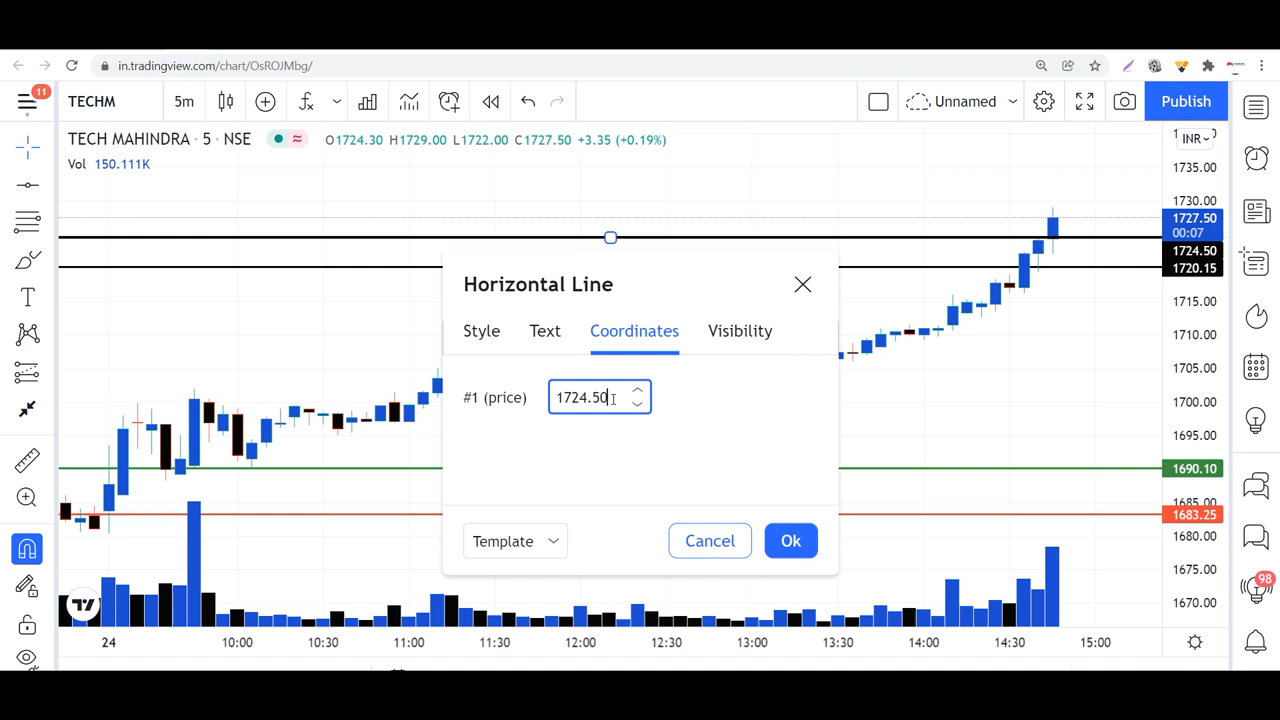 in.tradingview.com/chart/OsROJMbg/
11
TECHM
5m
Unnamed
Publish
TECH MAHINDRA · 5 · NSE
O1724.30 H1729.00 L1722.00 C1727.50 +3.35 (+0.19%)
Vol 150.111K
INR
1735.00
1730.00
1727.50
00:07
1724.50
1720.15
1715.00
1710.00
1705.00
1700.00
1695.00
1690.10
1685.00
1683.25
1680.00
1675.00
1670.00
Horizontal Line
Style Text Coordinates Visibility
#1 (price) 1724.50
Template Cancel Ok
98
24 10:00 10:30 11:00 11:30 12:00 12:30 13:00 13:30 14:00 14:30 15:00